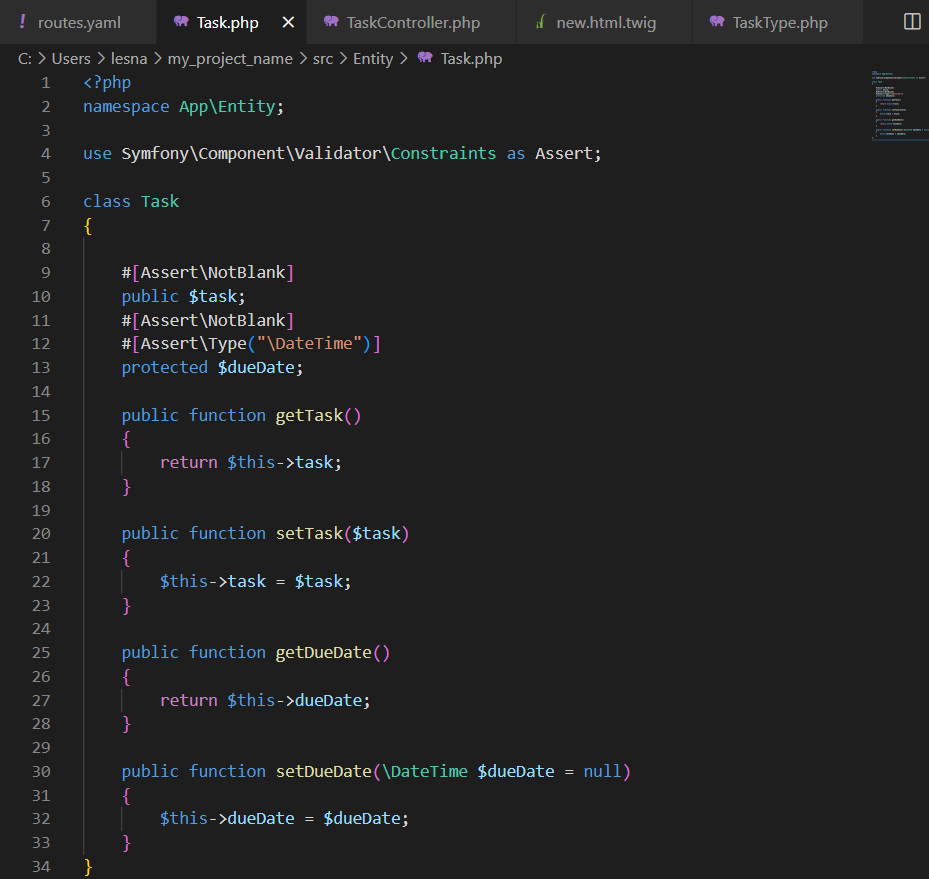 ! routes.yaml Task.php × TaskController.php new.html.twig TaskType.php
C: > Users > lesna > my_project_name > src > Entity > Task.php
1 <?php
2 namespace App\Entity;
3
4 use Symfony\Component\Validator\Constraints as Assert;
5
6 class Task
7 {
8
9     #[Assert\NotBlank]
10     public $task;
11     #[Assert\NotBlank]
12     #[Assert\Type("\DateTime")]
13     protected $dueDate;
14
15     public function getTask()
16     {
17         return $this->task;
18     }
19
20     public function setTask($task)
21     {
22         $this->task = $task;
23     }
24
25     public function getDueDate()
26     {
27         return $this->dueDate;
28     }
29
30     public function setDueDate(\DateTime $dueDate = null)
31     {
32         $this->dueDate = $dueDate;
33     }
34 }